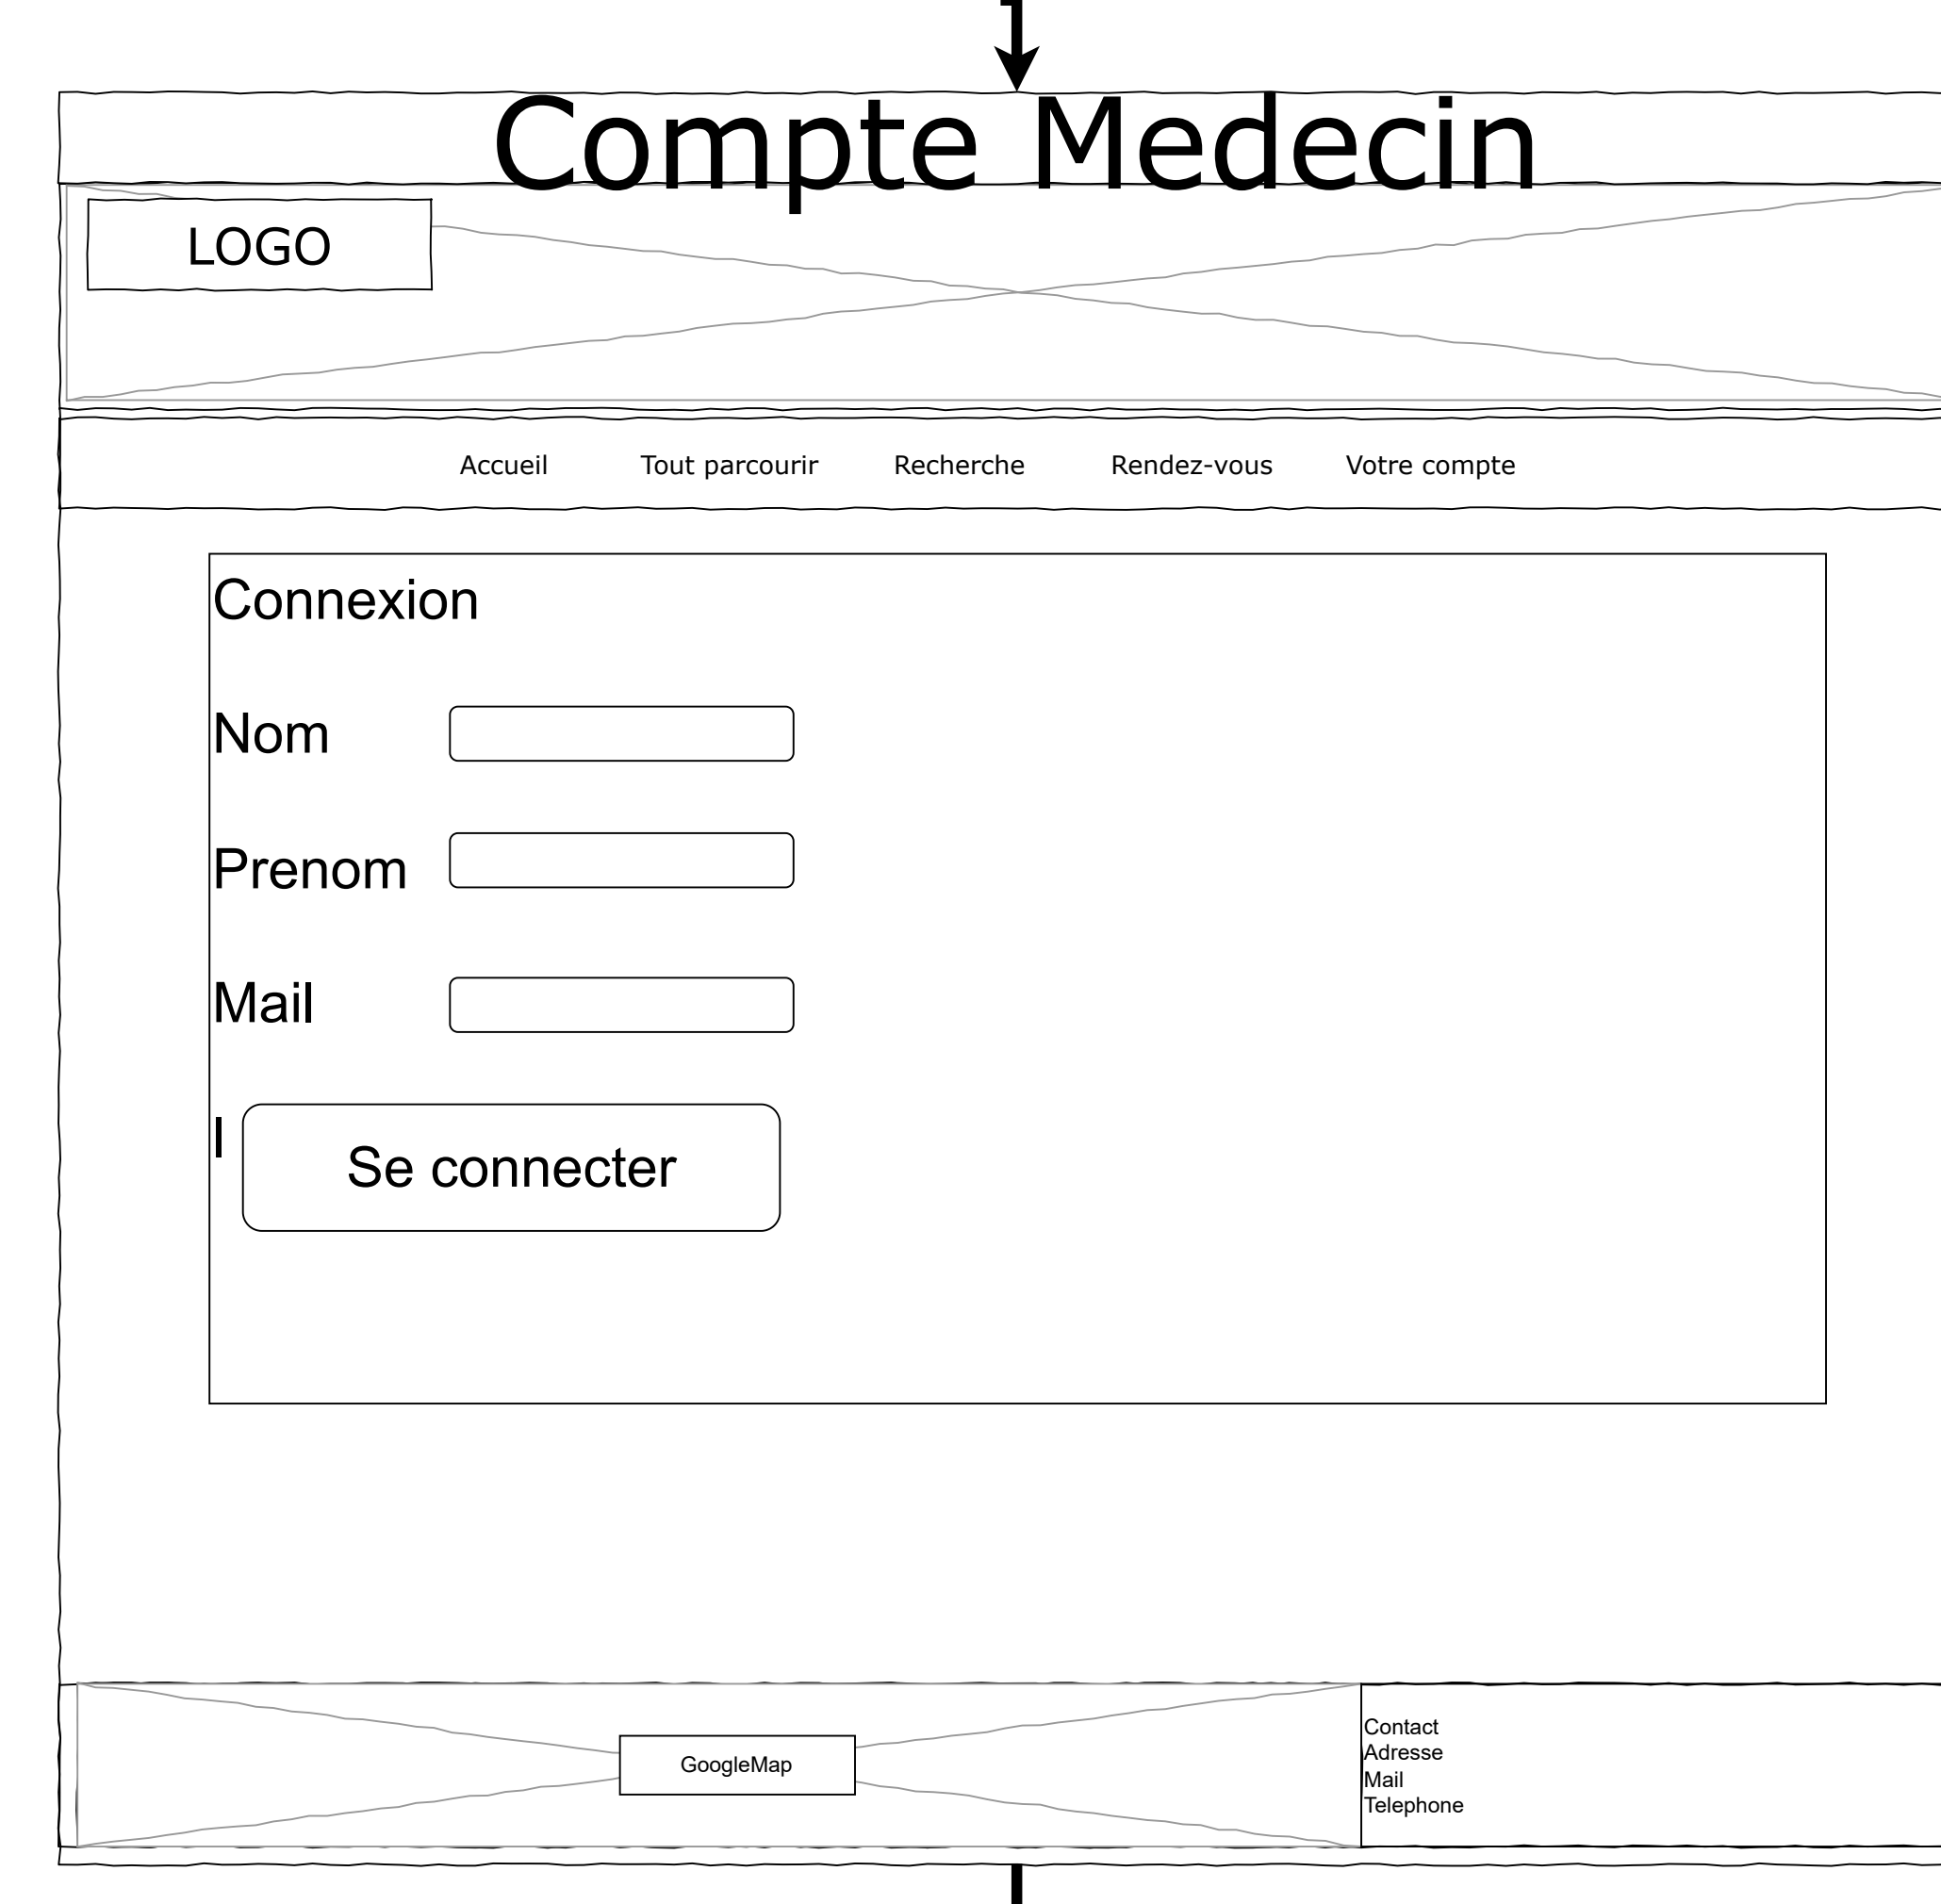 Compte Medecin
LOGO
Accueil Tout parcourir Recherche Rendez-vous Votre compte
Connexion
Nom
Prenom
Mail
I
Se connecter
GoogleMap
Contact
Adresse
Mail
Telephone